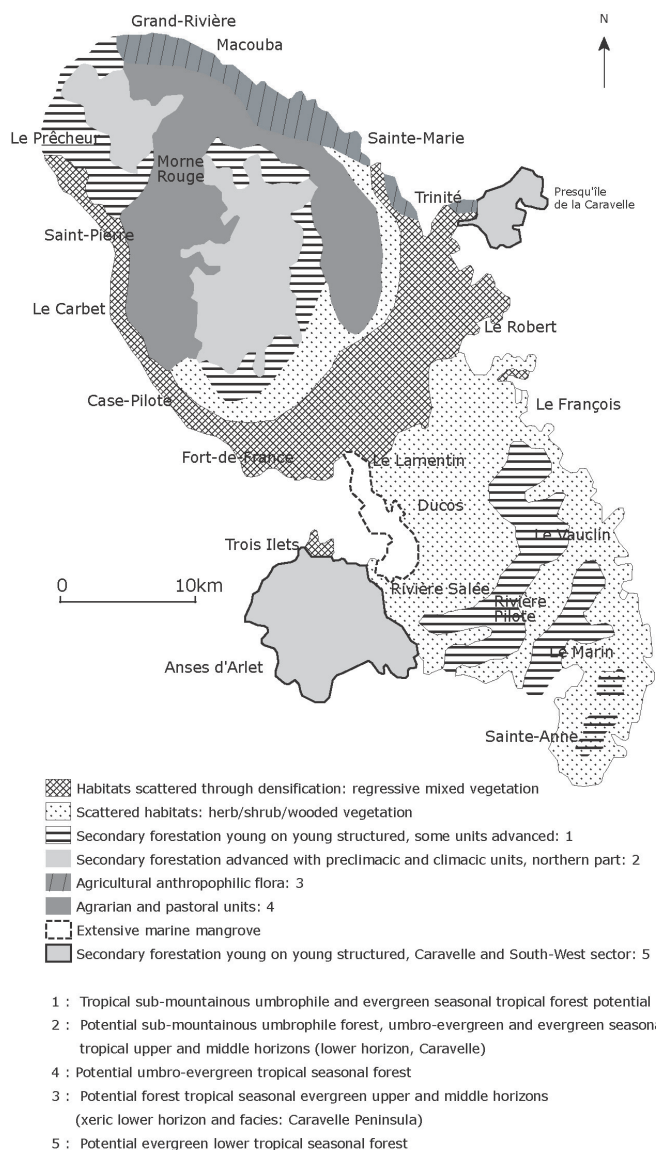 Grand-Rivière
N
Macouba
Le Prêcheur
Sainte-Marie
Morne
Rouge
Trinité
Presqu'île
de la Caravelle
Saint-Pierre
Le Carbet
Le Robert
Case-Pilote
Le François
Fort-de-France
Le Lamentin
Ducos
Le Vauclin
Trois Ilets
0 10km
Rivière Salée
Rivière
Pilote
Le Marin
Anses d'Arlet
Sainte-Anne
Habitats scattered through densification: regressive mixed vegetation
Scattered habitats: herb/shrub/wooded vegetation
Secondary forestation young on young structured, some units advanced: 1
Secondary forestation advanced with preclimacic and climacic units, northern part: 2
Agricultural anthropophilic flora: 3
Agrarian and pastoral units: 4
Extensive marine mangrove
Secondary forestation young on young structured, Caravelle and South-West sector: 5
1 : Tropical sub-mountainous umbrophile and evergreen seasonal tropical forest potential
2 : Potential sub-mountainous umbrophile forest, umbro-evergreen and evergreen
tropical upper and middle horizons (lower horizon, Caravelle)
4 : Potential umbro-evergreen tropical seasonal forest
3 : Potential forest tropical seasonal evergreen upper and middle horizons
(xeric lower horizon and facies: Caravelle Peninsula)
5 : Potential evergreen lower tropical seasonal forest